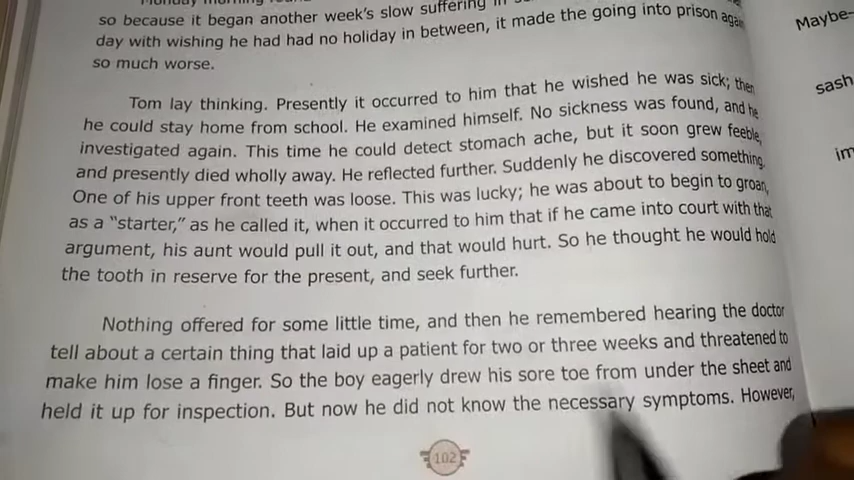 Monday morning found
so because it began another week's slow suffering in
day with wishing he had had no holiday in between, it made the going into prison again
so much worse.
Tom lay thinking. Presently it occurred to him that he wished he was sick; then
he could stay home from school. He examined himself. No sickness was found, and he
investigated again. This time he could detect stomach ache, but it soon grew feeble,
and presently died wholly away. He reflected further. Suddenly he discovered something.
One of his upper front teeth was loose. This was lucky; he was about to begin to groan,
as a "starter," as he called it, when it occurred to him that if he came into court with that
argument, his aunt would pull it out, and that would hurt. So he thought he would hold
the tooth in reserve for the present, and seek further.
Nothing offered for some little time, and then he remembered hearing the doctor
tell about a certain thing that laid up a patient for two or three weeks and threatened to
make him lose a finger. So the boy eagerly drew his sore toe from under the sheet and
held it up for inspection. But now he did not know the necessary symptoms. However,
102
Maybe-
sash
im